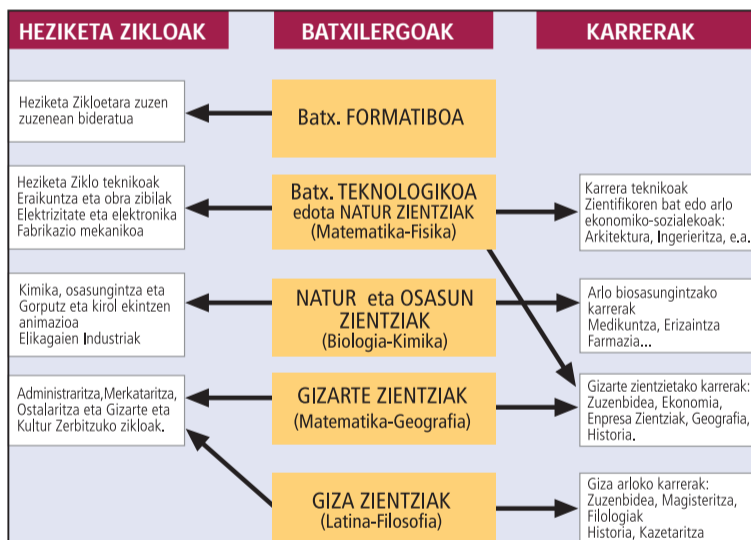 HEZIKETA ZIKLOAK
BATXILERGOAK
KARRERAK
Heziketa Zikloetara zuzen
zuzenean bideratua
Batx. FORMATIBOA
Heziketa Ziklo teknikoak
Eraikuntza eta obra zibilak
Elektrizitate eta elektronika
Fabrikazio mekanikoa
Batx. TEKNOLOGIKOA
edota NATUR ZIENTZIAK
(Matematika-Fisika)
Karrera teknikoak
Zientifikoren bat edo arlo
ekonomiko-sozialekoak:
Arkitektura, Ingerieritza, e.a.
Kimika, osasungintza eta
Gorputz eta kirol ekintzen
animazioa
Elikagaien Industriak
NATUR eta OSASUN
ZIENTZIAK
(Biologia-Kimika)
Arlo biosasungintzako
karrerak
Medikuntza, Erizaintza
Farmazia...
Administraritza,Merkataritza,
Ostalaritza eta Gizarte eta
Kultur Zerbitzuko zikloak.
GIZARTE ZIENTZIAK
(Matematika-Geografia)
Gizarte zientzietako karrerak:
Zuzenbidea, Ekonomia,
Enpresa Zientziak, Geografia,
Historia.
GIZA ZIENTZIAK
(Latina-Filosofia)
Giza arloko karrerak:
Zuzenbidea, Magisteritza,
Filologiak
Historia, Kazetaritza